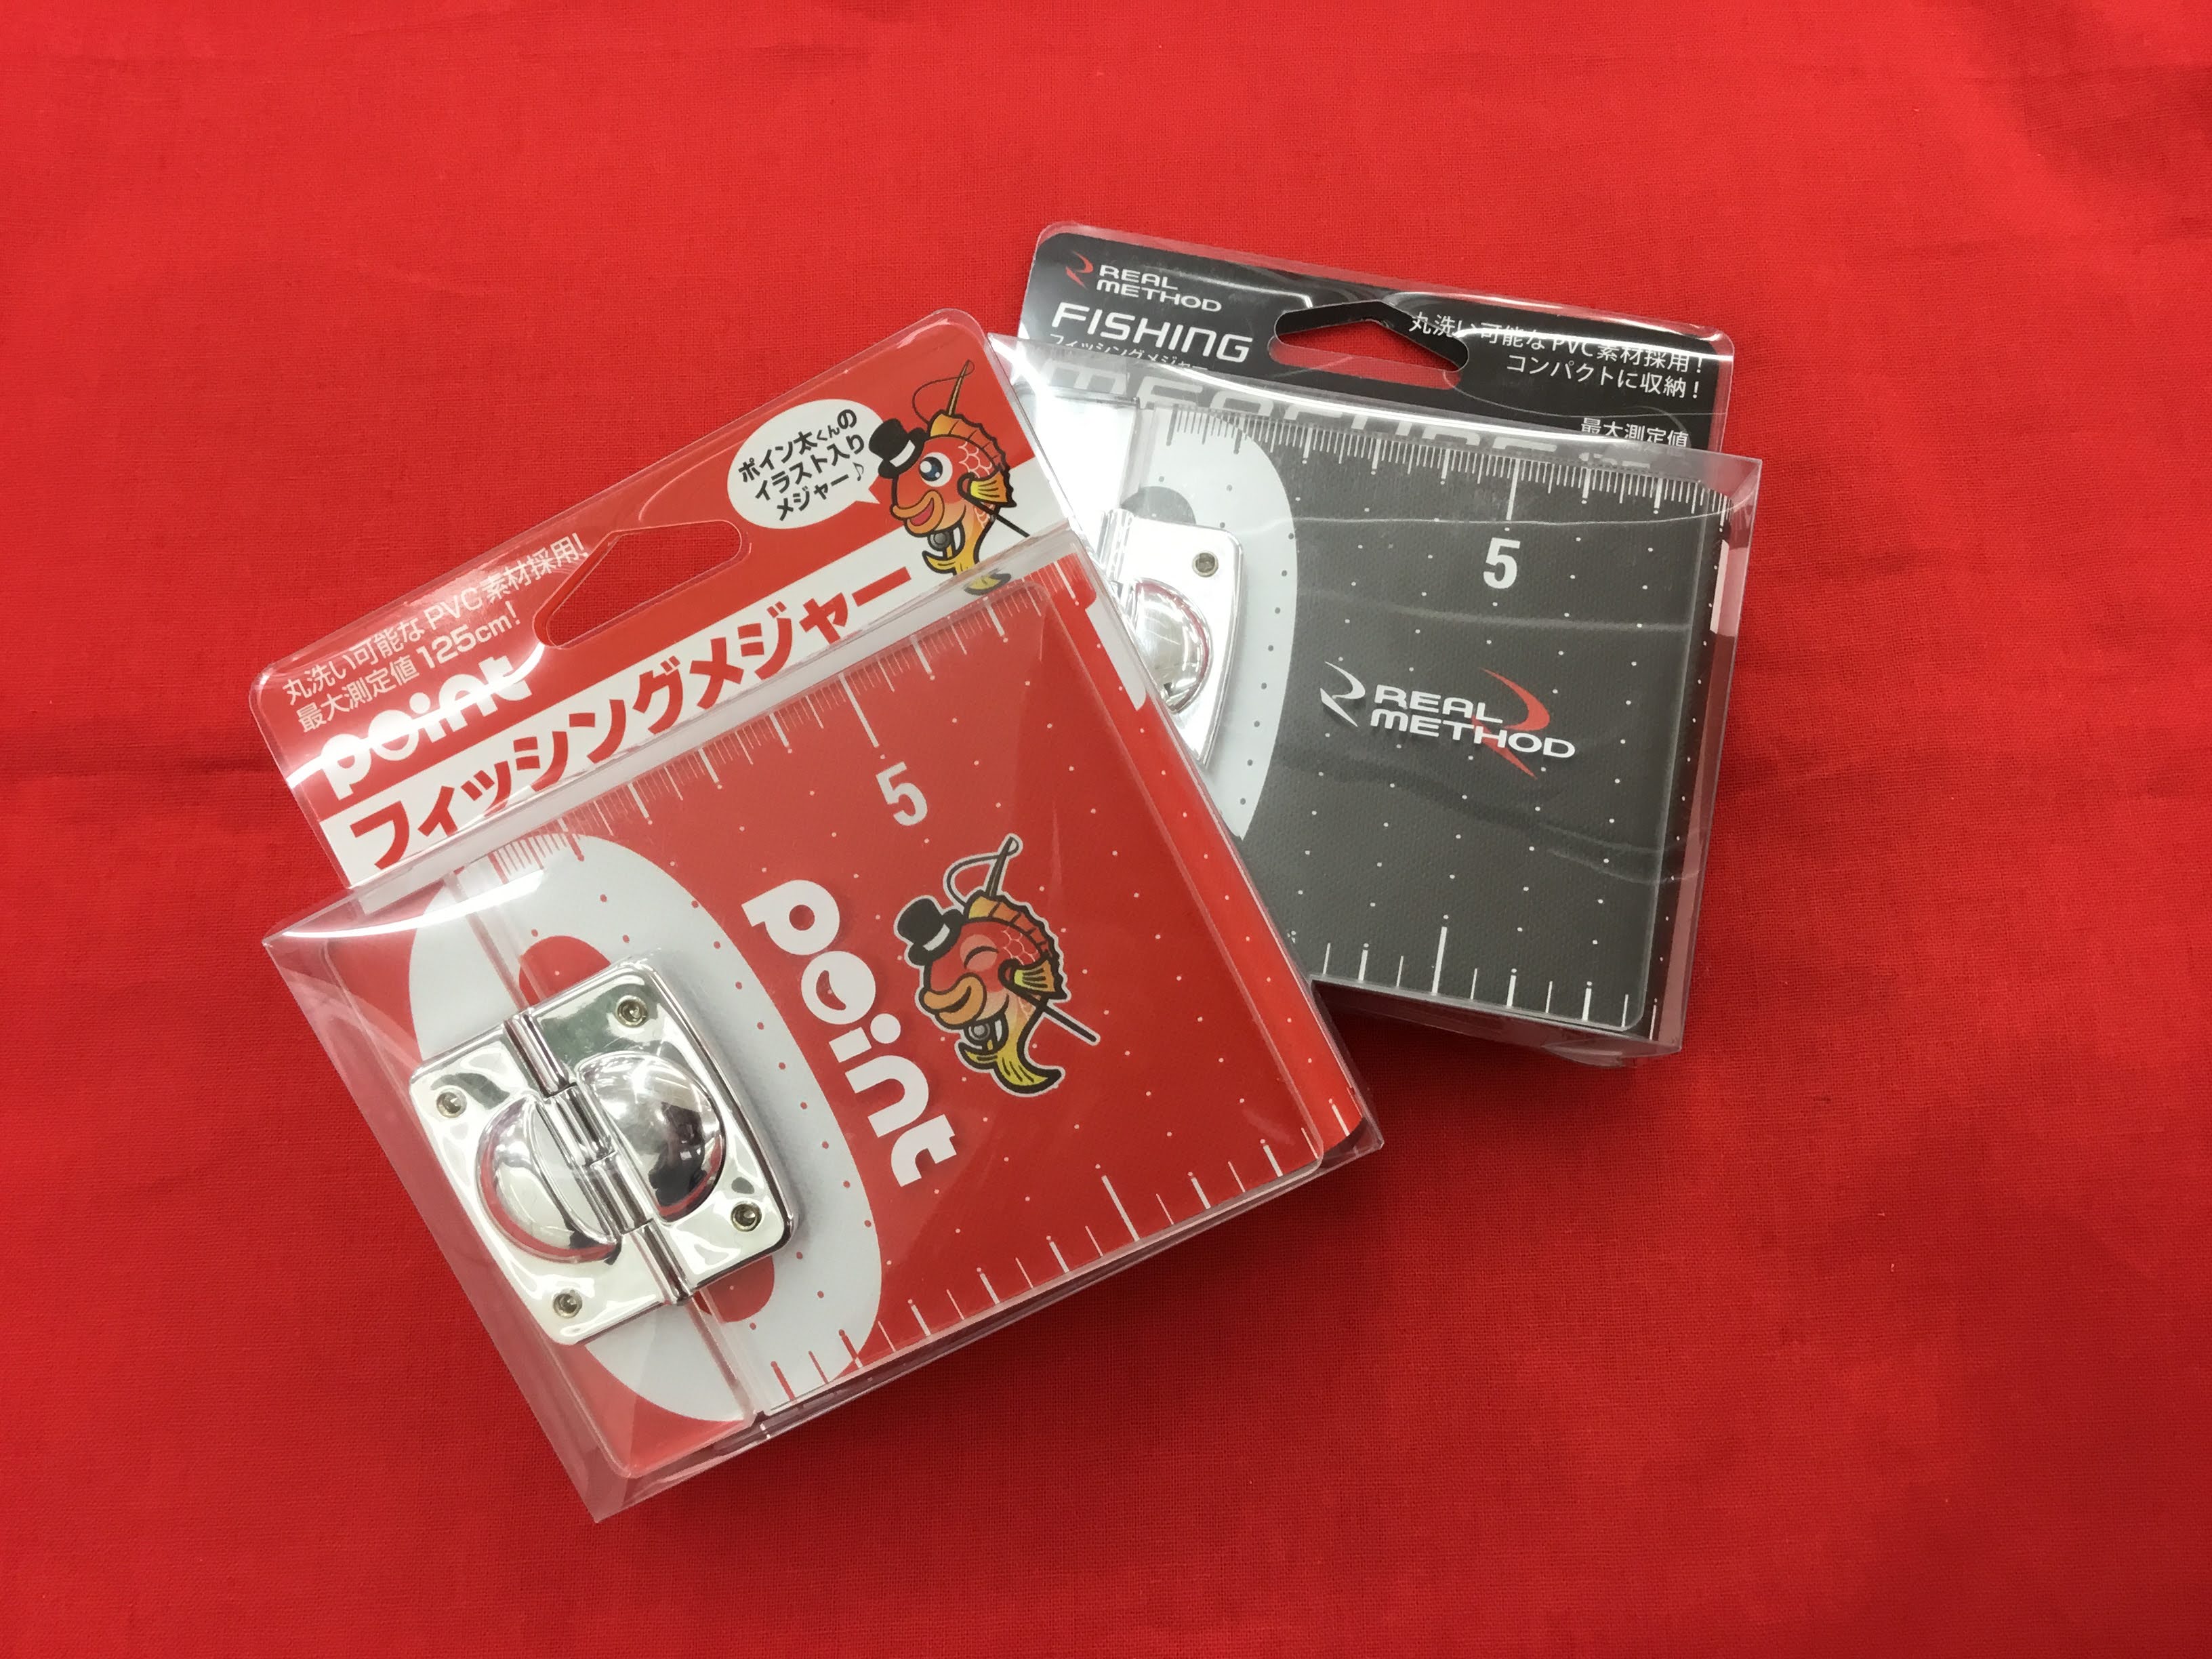 REAL
METHOD
FISHING
フィッシングメジャー
丸洗い可能なPVC素材採用！
コンパクトに収納！
最大測定値
5
REAL
METHOD
ポイン太くんの
イラスト入り
メジャー♪
丸洗い可能なPVC素材採用！
最大測定値125cm！
point
フィッシングメジャー
5
point
0